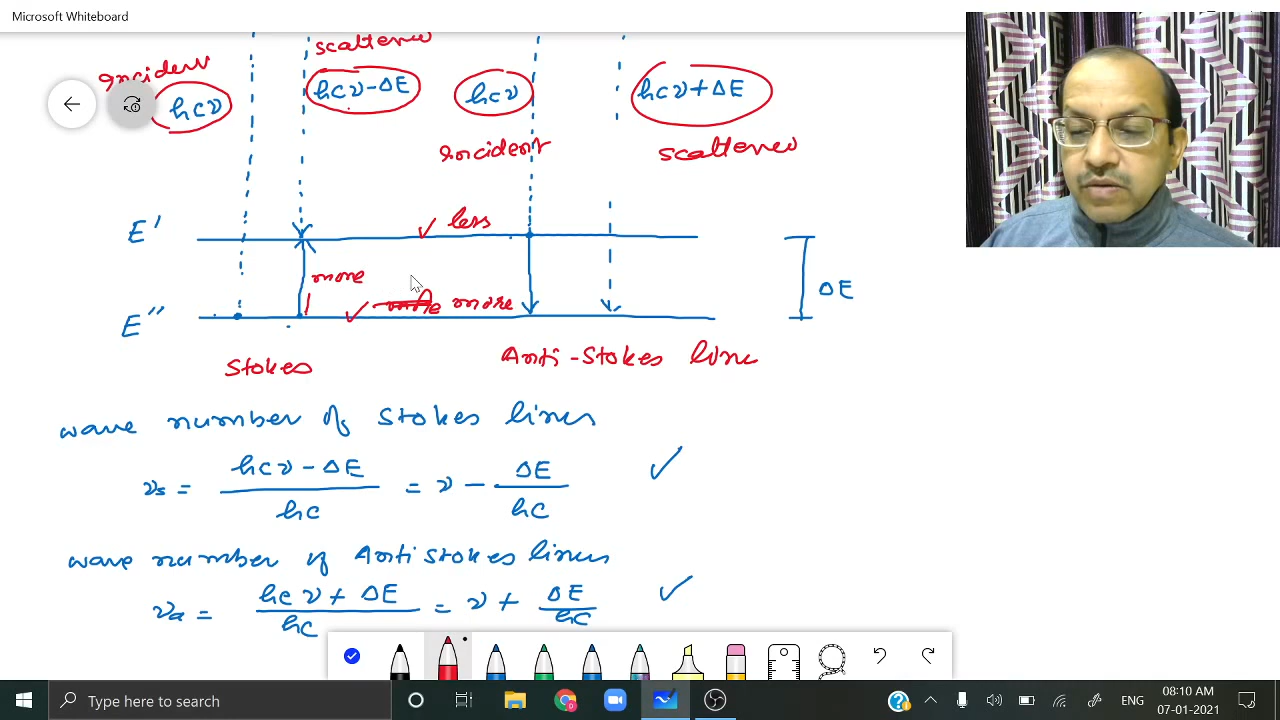 Microsoft Whiteboard
scattered
Incident
hcν
hcν-ΔE
hcν
hcν+ΔE
Incident
scattered
E'
less
more
more more
ΔE
E"
Stokes
Anti-Stokes line
wave number of Stokes lines
νs = hcν-ΔE / hc = ν - ΔE / hc
wave number of Anti Stokes lines
νa = hcν+ΔE / hc = ν + ΔE / hc
Type here to search
ENG
08:10 AM
07-01-2021